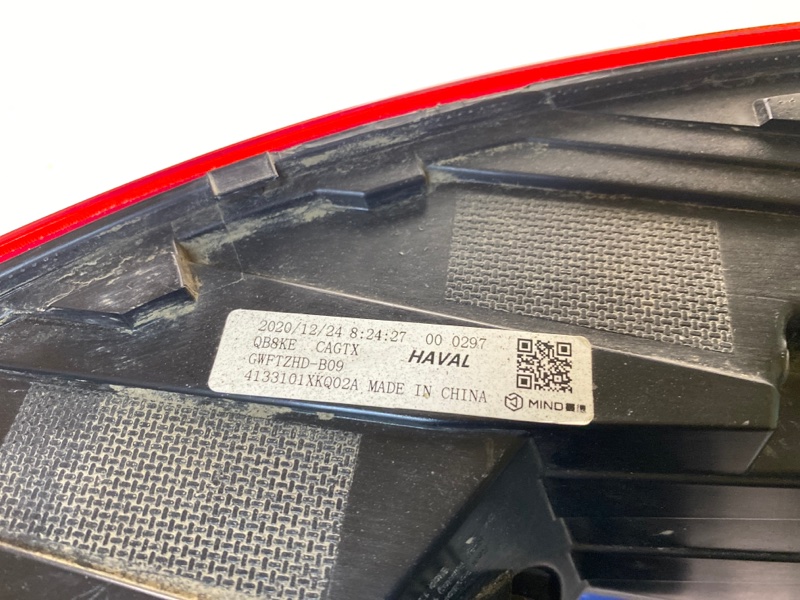 2020/12/24 8:24:27 00 0297
QB8KE CAGTX
HAVAL
GWFTZHD-B09
4133101XKQ02A MADE IN CHINA
MIND